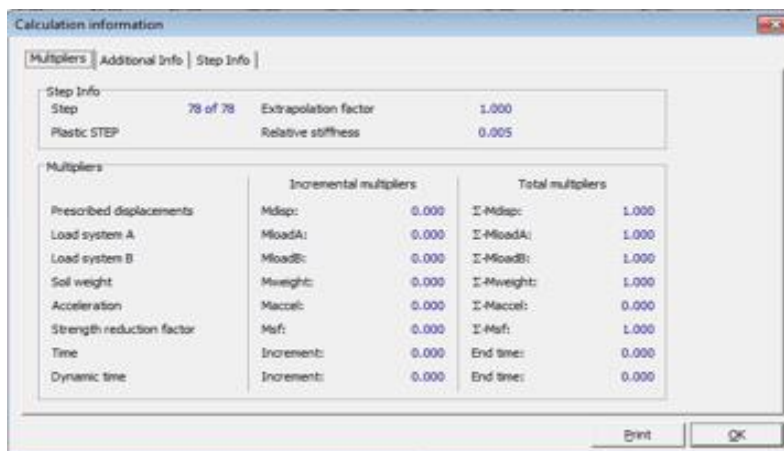 Calculation information
Multipliers Additional Info Step Info
Step Info
Step 78 of 78 Extrapolation factor 1.000
Plastic STEP Relative stiffness 0.005
Multipliers
Incremental multipliers Total multipliers
Prescribed displacements Mdisp: 0.000 Σ-Mdisp: 1.000
Load system A MloadA: 0.000 Σ-MloadA: 1.000
Load system B MloadB: 0.000 Σ-MloadB: 1.000
Soil weight Mweight: 0.000 Σ-Mweight: 1.000
Acceleration Maccel: 0.000 Σ-Maccel: 0.000
Strength reduction factor Msf: 0.000 Σ-Msf: 1.000
Time Increment: 0.000 End time: 0.000
Dynamic time Increment: 0.000 End time: 0.000
Print OK